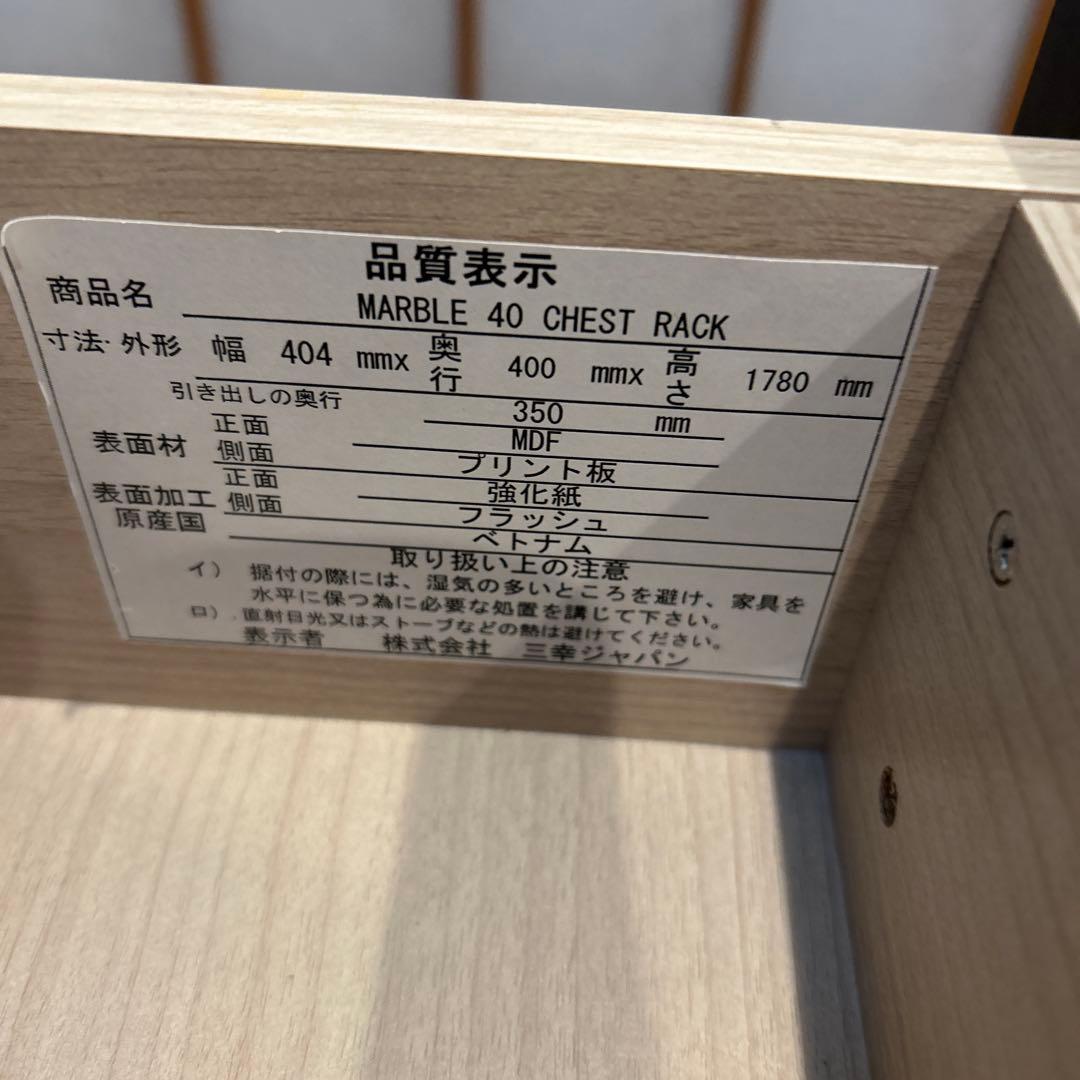 品質表示
商品名 MARBLE 40 CHEST RACK
寸法・外形 幅 404 mmx 奥行 400 mmx 高さ 1780 mm
引き出しの奥行 350 mm
表面材 正面 MDF
側面 プリント板
表面加工 正面 強化紙
側面 フラッシュ
原産国 ベトナム
取り扱い上の注意
イ) 据付の際には、湿気の多いところを避け、家具を
水平に保つ為に必要な処置を講じて下さい。
ロ) 直射日光又はストーブなどの熱は避けてください。
表示者 株式会社 三幸ジャパン